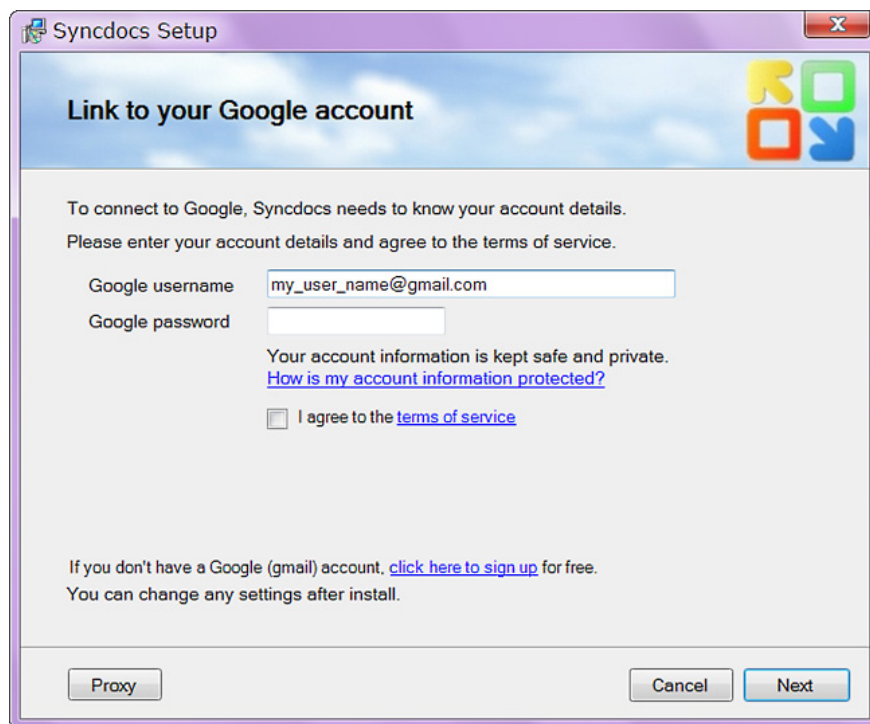 Syncdocs Setup
Link to your Google account
To connect to Google, Syncdocs needs to know your account details.
Please enter your account details and agree to the terms of service.
Google username my_user_name@gmail.com
Google password
Your account information is kept safe and private.
How is my account information protected?
I agree to the terms of service
If you don't have a Google (gmail) account, click here to sign up for free.
You can change any settings after install.
Proxy Cancel Next